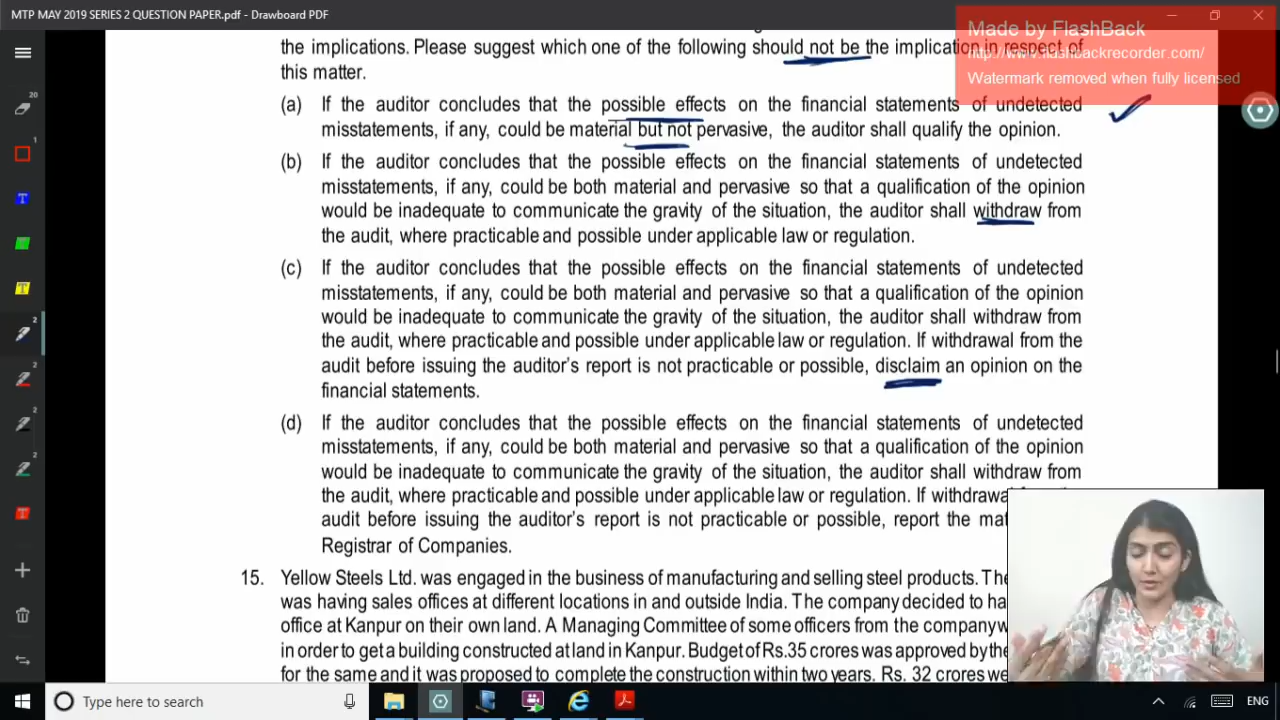 MTP MAY 2019 SERIES 2 QUESTION PAPER.pdf - Drawboard PDF
Made by FlashBack
http://www.flashbackrecorder.com/
Watermark removed when fully licensed
the implications. Please suggest which one of the following should not be the implication in respect of
this matter.
(a) If the auditor concludes that the possible effects on the financial statements of undetected
misstatements, if any, could be material but not pervasive, the auditor shall qualify the opinion.
(b) If the auditor concludes that the possible effects on the financial statements of undetected
misstatements, if any, could be both material and pervasive so that a qualification of the opinion
would be inadequate to communicate the gravity of the situation, the auditor shall withdraw from
the audit, where practicable and possible under applicable law or regulation.
(c) If the auditor concludes that the possible effects on the financial statements of undetected
misstatements, if any, could be both material and pervasive so that a qualification of the opinion
would be inadequate to communicate the gravity of the situation, the auditor shall withdraw from
the audit, where practicable and possible under applicable law or regulation. If withdrawal from the
audit before issuing the auditor's report is not practicable or possible, disclaim an opinion on the
financial statements.
(d) If the auditor concludes that the possible effects on the financial statements of undetected
misstatements, if any, could be both material and pervasive so that a qualification of the opinion
would be inadequate to communicate the gravity of the situation, the auditor shall withdraw from
the audit, where practicable and possible under applicable law or regulation. If withdrawal
audit before issuing the auditor's report is not practicable or possible, report the
Registrar of Companies.
15. Yellow Steels Ltd. was engaged in the business of manufacturing and selling steel products.
was having sales offices at different locations in and outside India. The company decided to
office at Kanpur on their own land. A Managing Committee of some officers from the company
in order to get a building constructed at land in Kanpur. Budget of Rs.35 crores was approved by the
for the same and it was proposed to complete the construction within two years. Rs. 32 crores
20
1
2
2
2
2
Type here to search
ENG